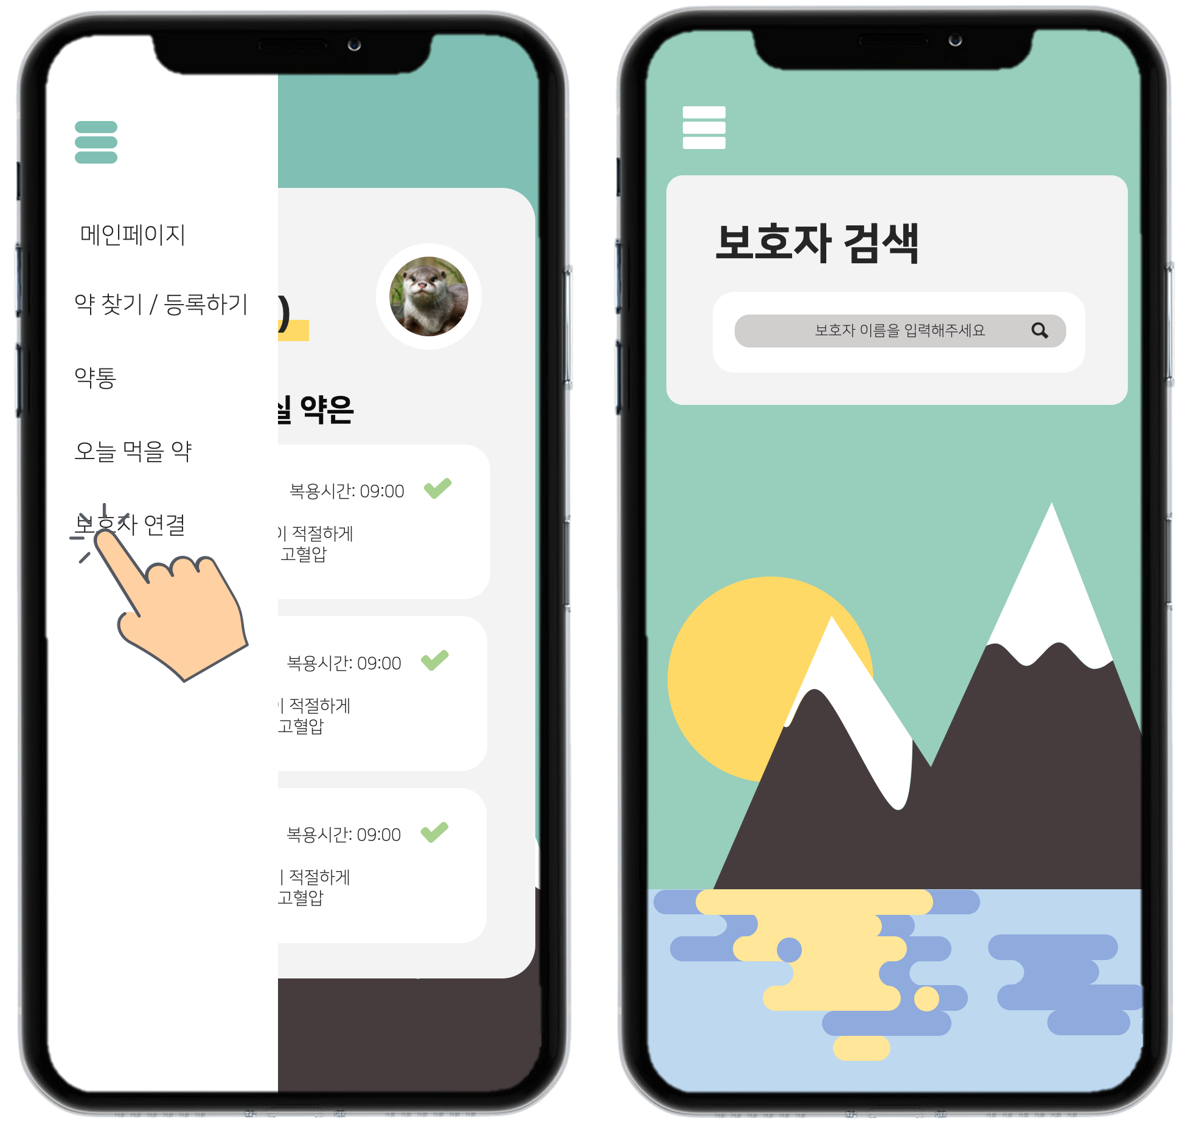 메인페이지
약 찾기 / 등록하기
약통
오늘 먹을 약
보호자 연결
)
약은
복용시간: 09:00
적절하게
고혈압
복용시간: 09:00
적절하게
고혈압
복용시간: 09:00
적절하게
고혈압
보호자 검색
보호자 이름을 입력해주세요